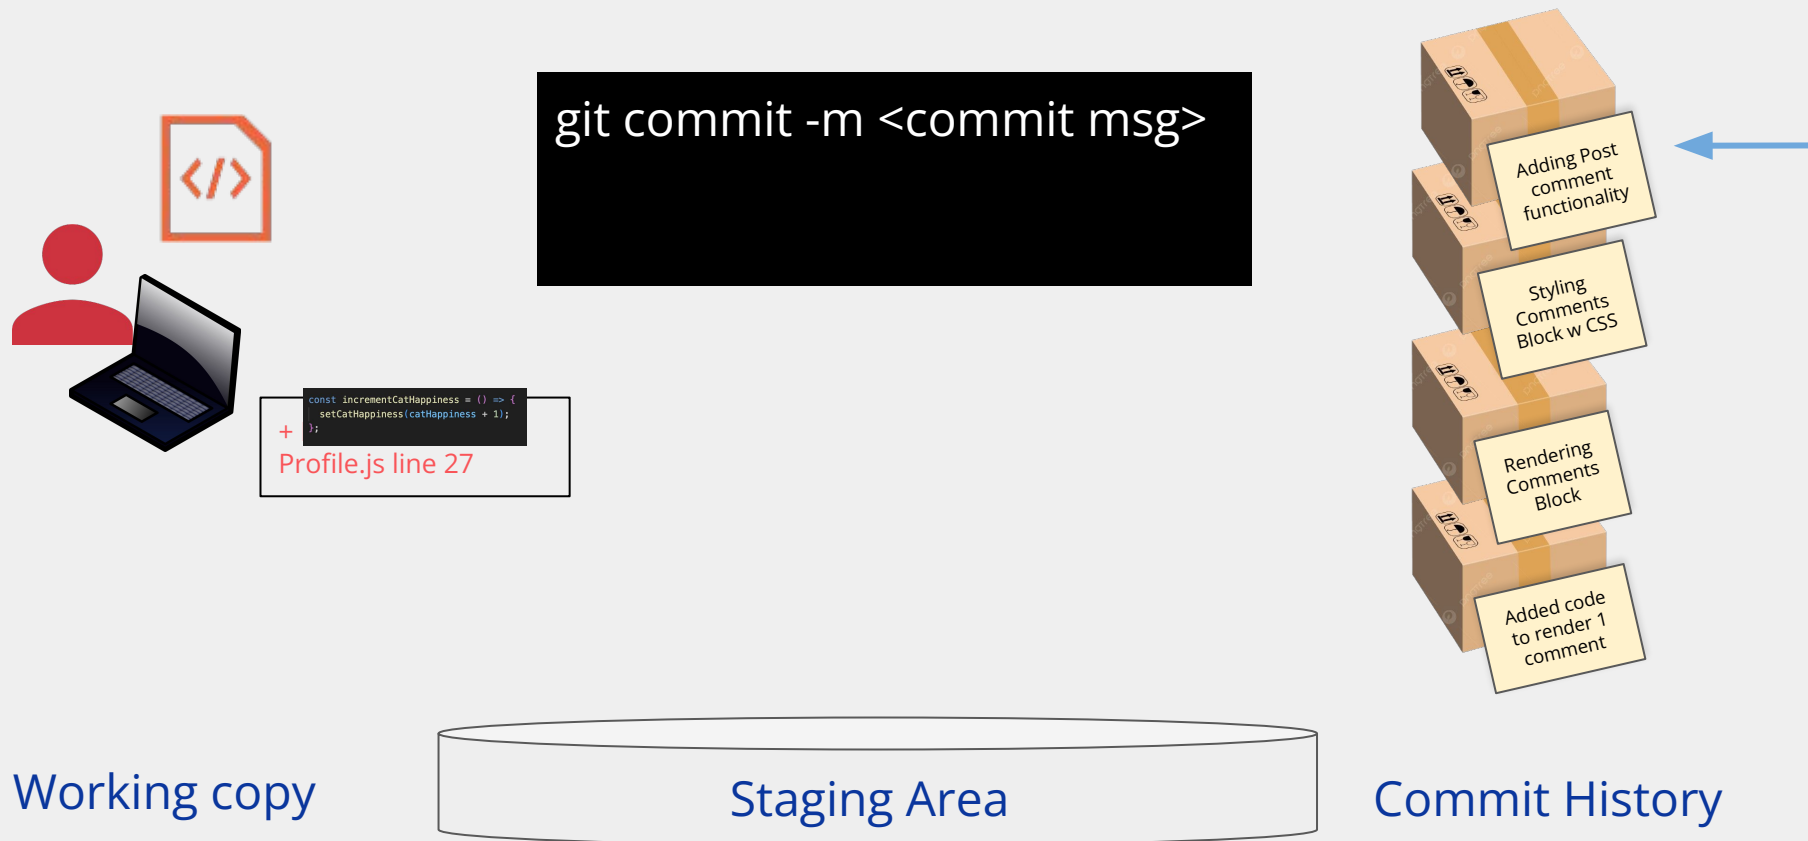 git commit -m <commit msg>
</>
const incrementCatHappiness = () => {
setCatHappiness(catHappiness + 1);
};
+
Profile.js line 27
Adding Post
comment
functionality
Styling
Comments
Block w CSS
Rendering
Comments
Block
Added code
to render 1
comment
Working copy
Staging Area
Commit History